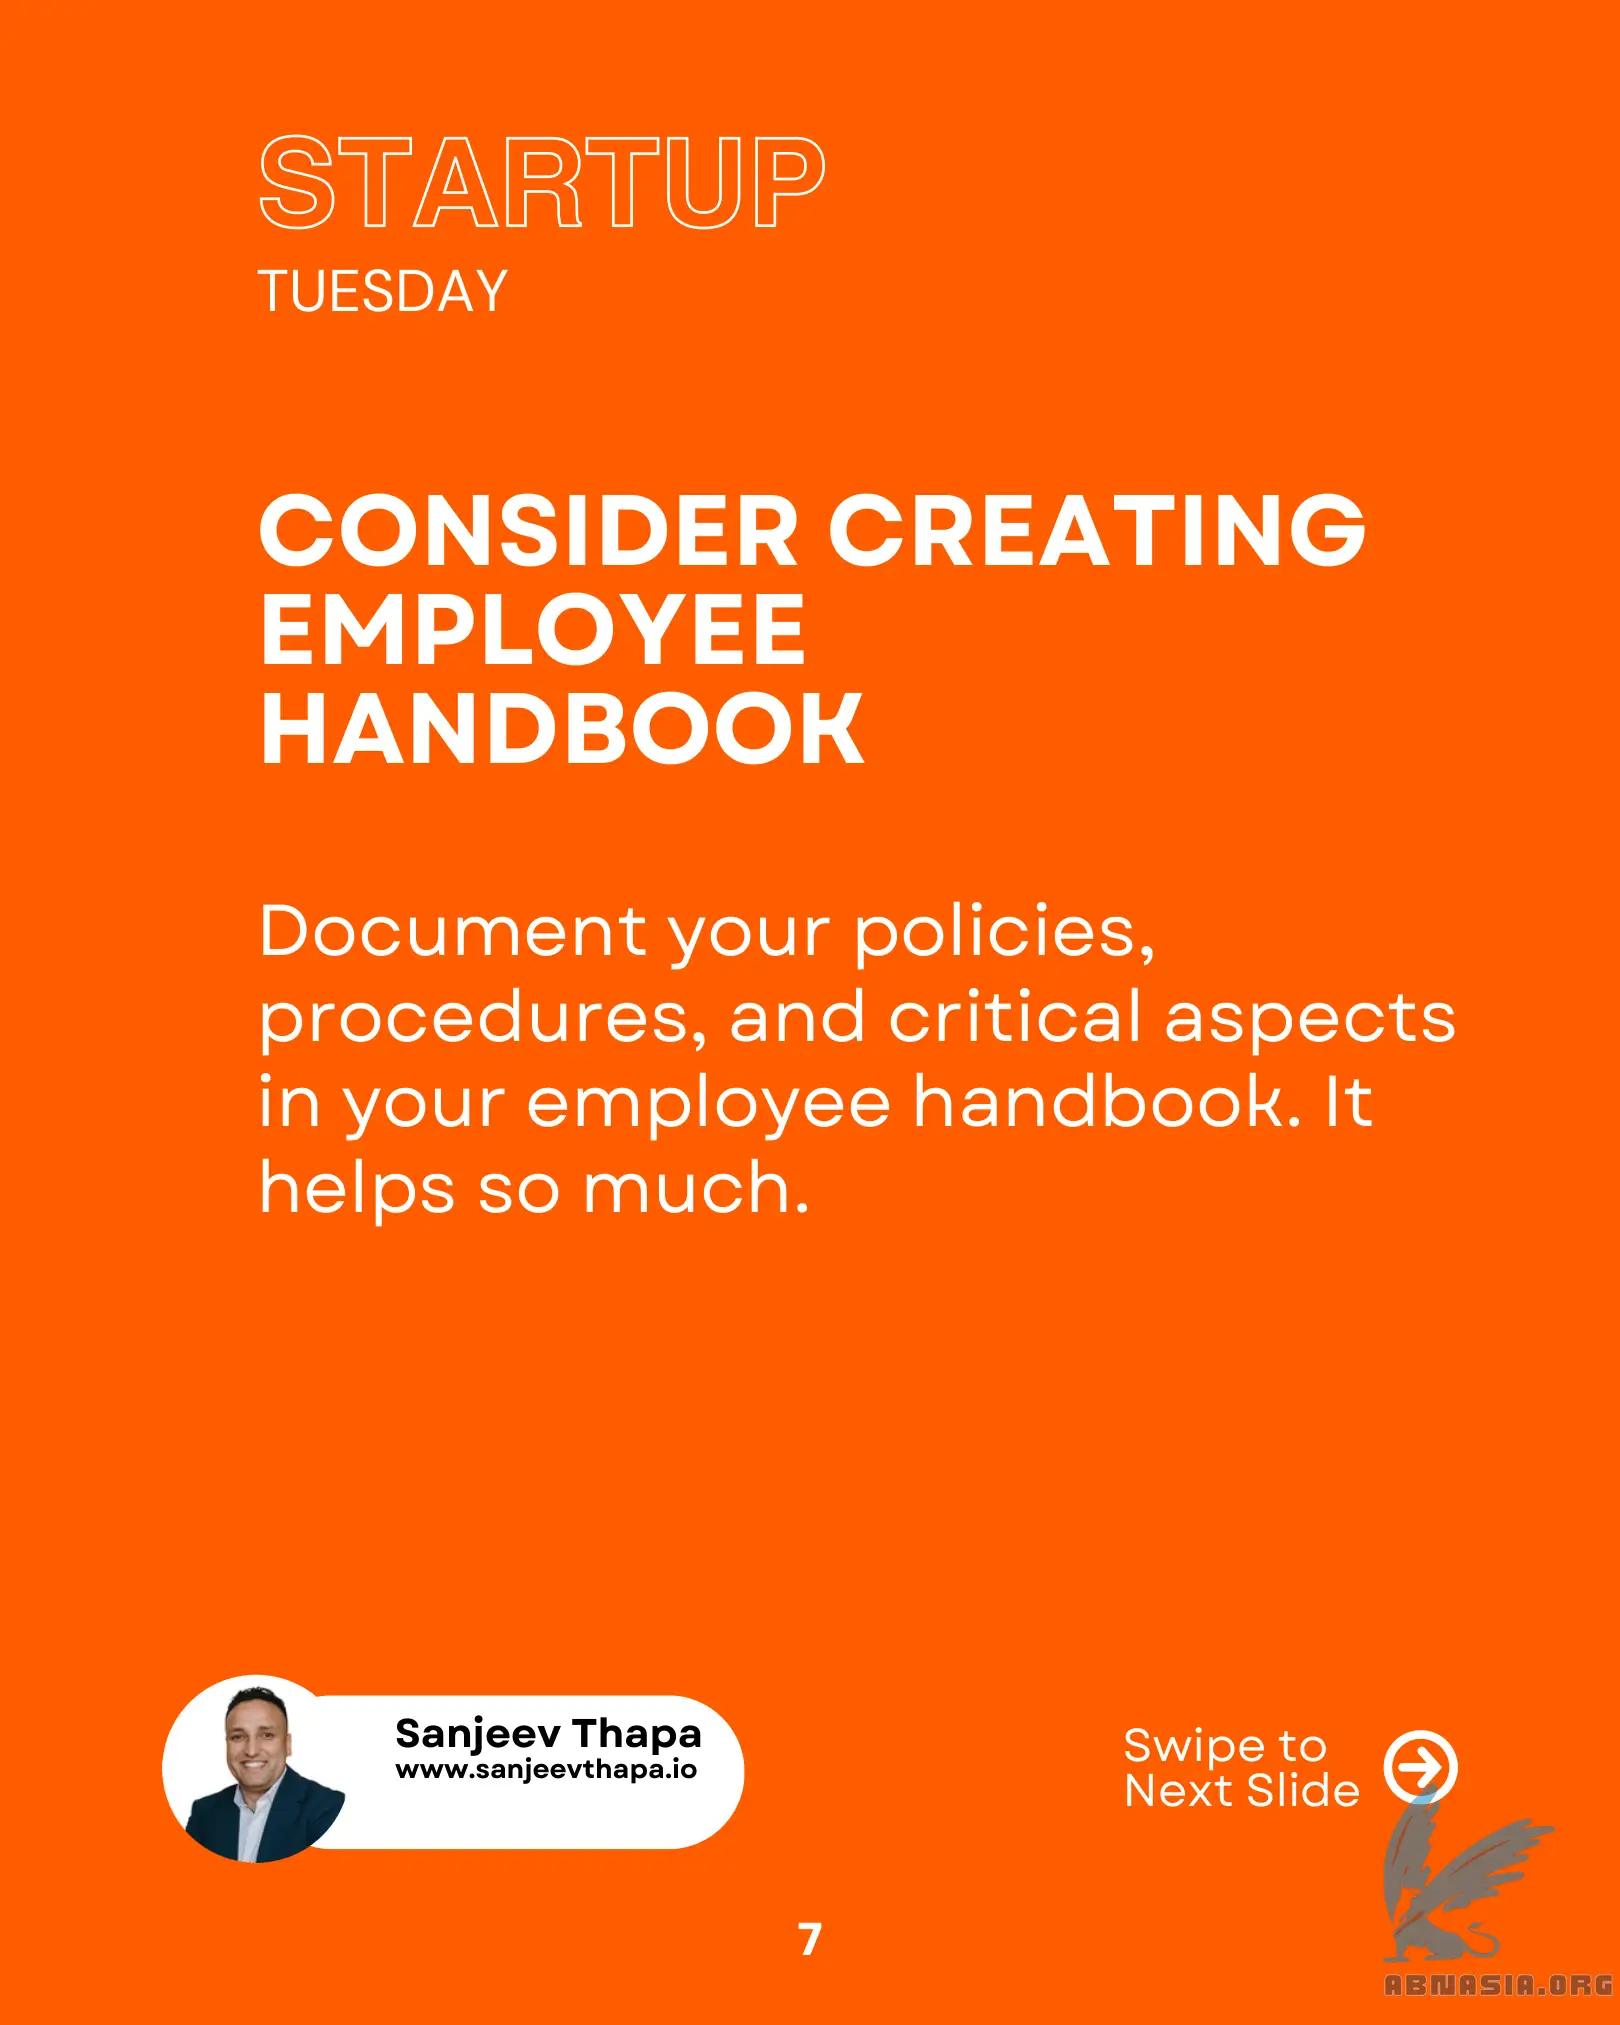 STARTUP
TUESDAY
CONSIDER CREATING
EMPLOYEE
HANDBOOK
Document your policies,
procedures, and critical aspects
in your employee handbook. It
helps so much.
Sanjeev Thapa
www.sanjeevthapa.io
Swipe to
Next Slide
7
ABNASIA.ORG